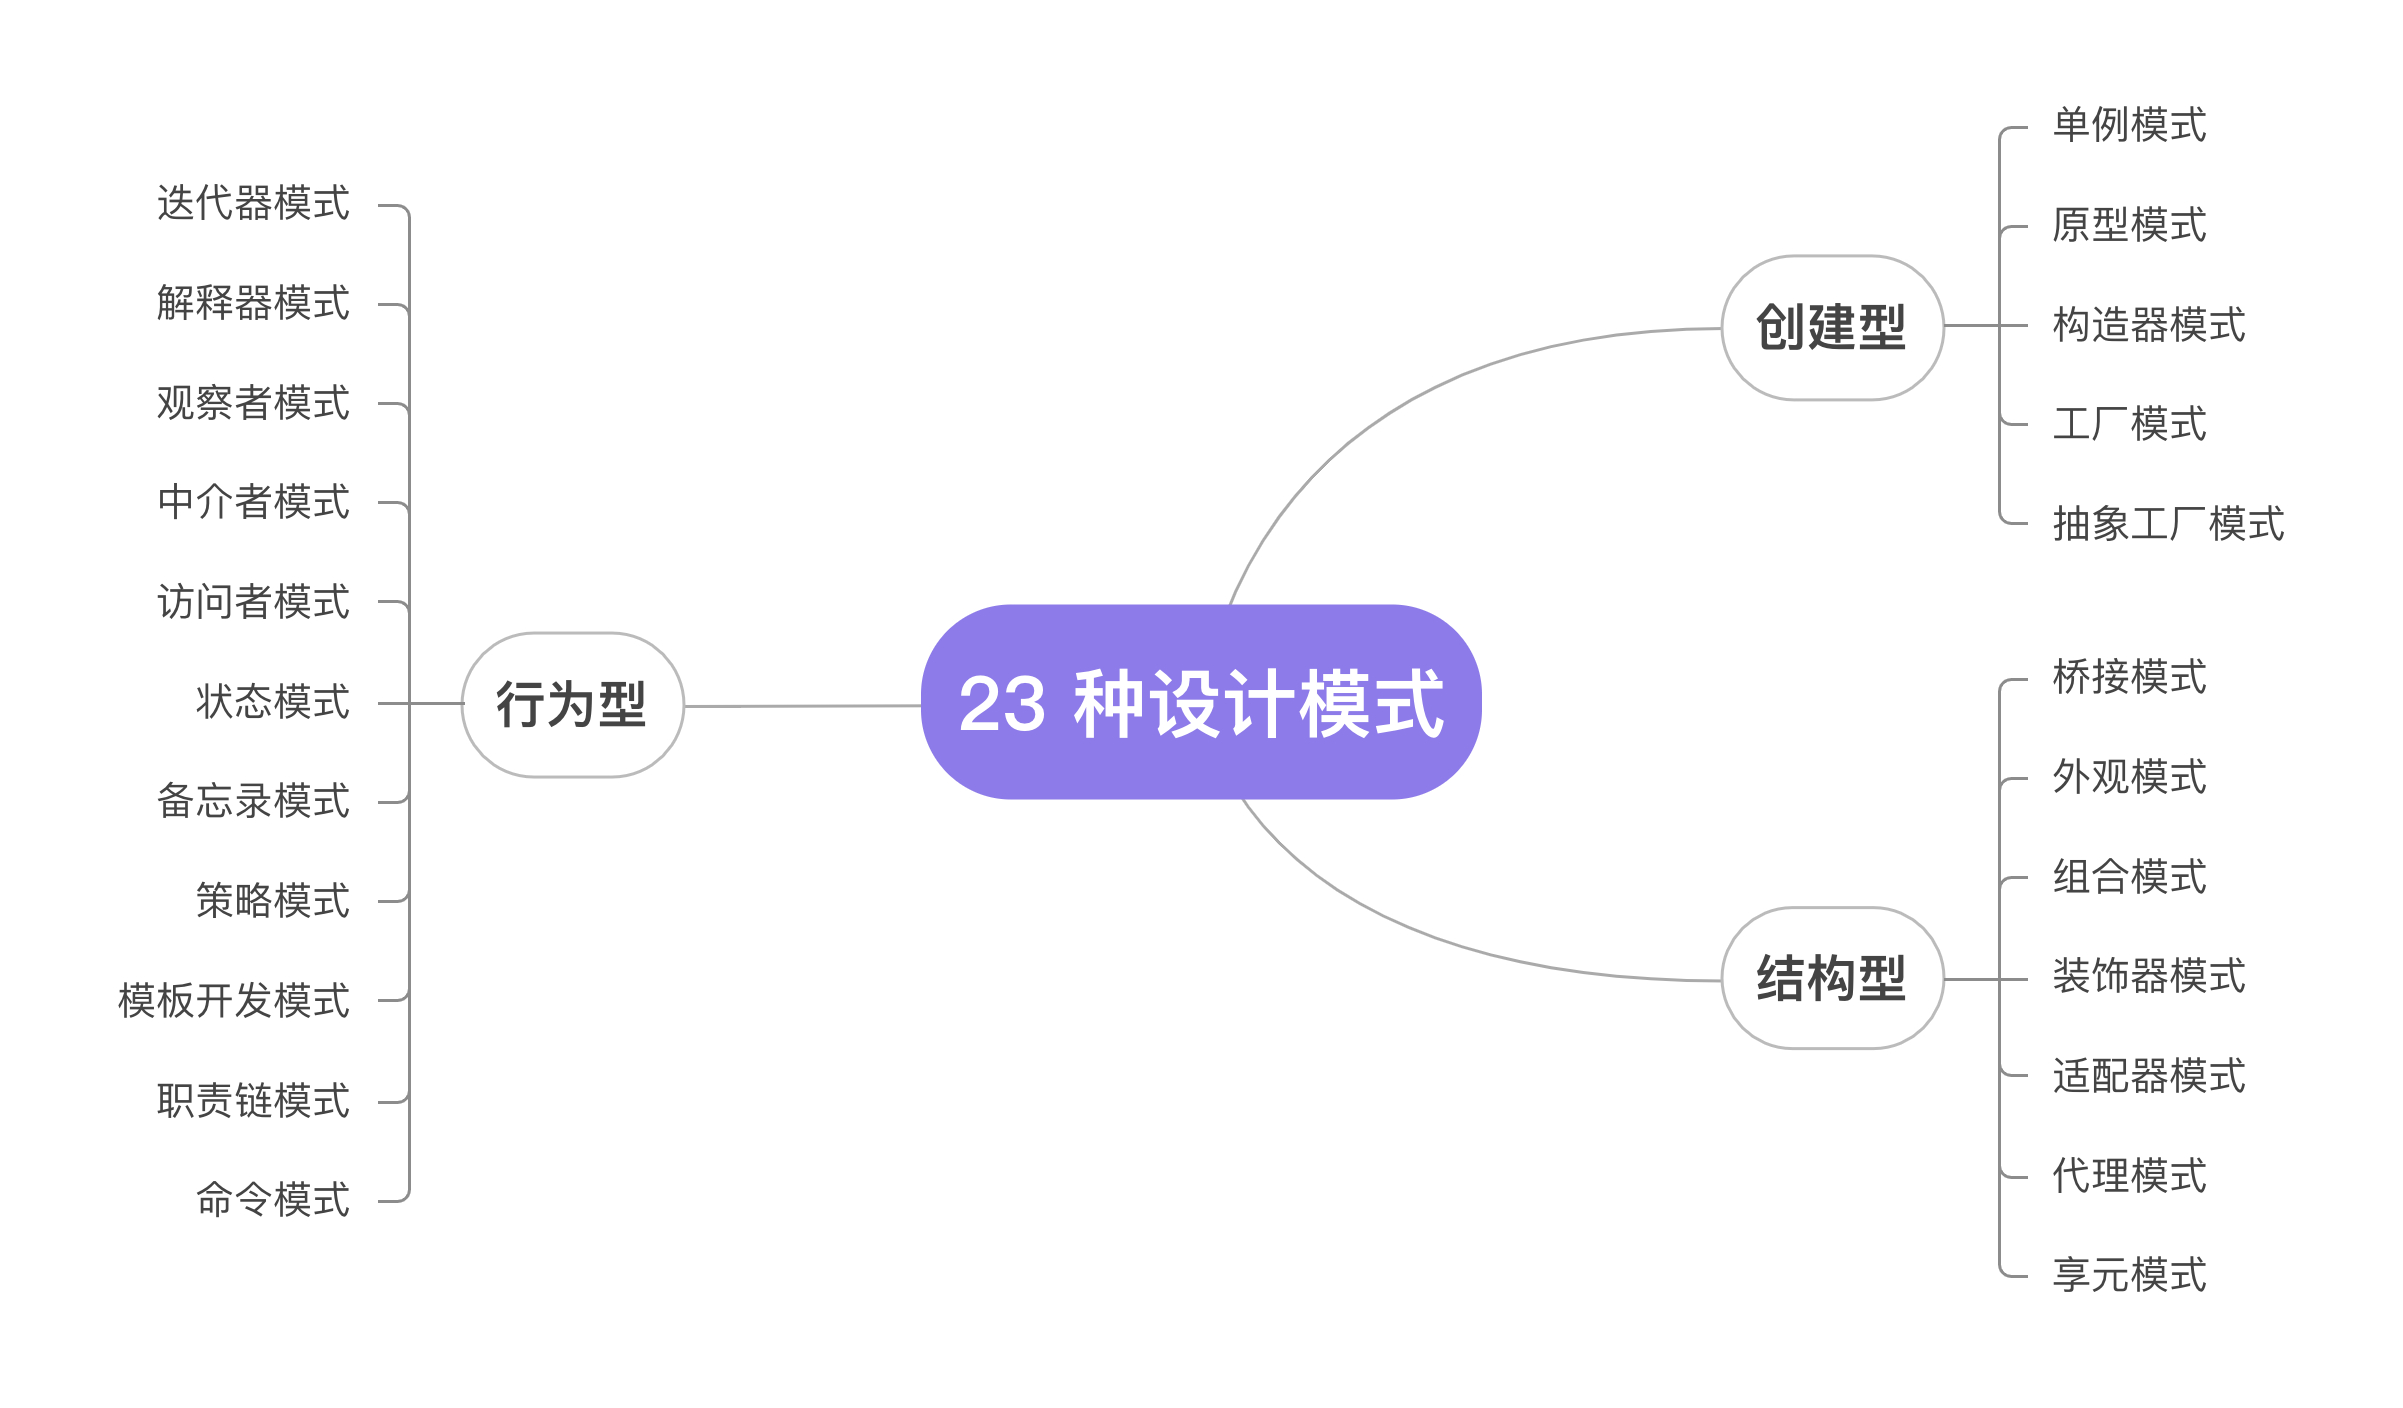 23 种设计模式
创建型
单例模式
原型模式
构造器模式
工厂模式
抽象工厂模式
结构型
桥接模式
外观模式
组合模式
装饰器模式
适配器模式
代理模式
享元模式
行为型
迭代器模式
解释器模式
观察者模式
中介者模式
访问者模式
状态模式
备忘录模式
策略模式
模板开发模式
职责链模式
命令模式